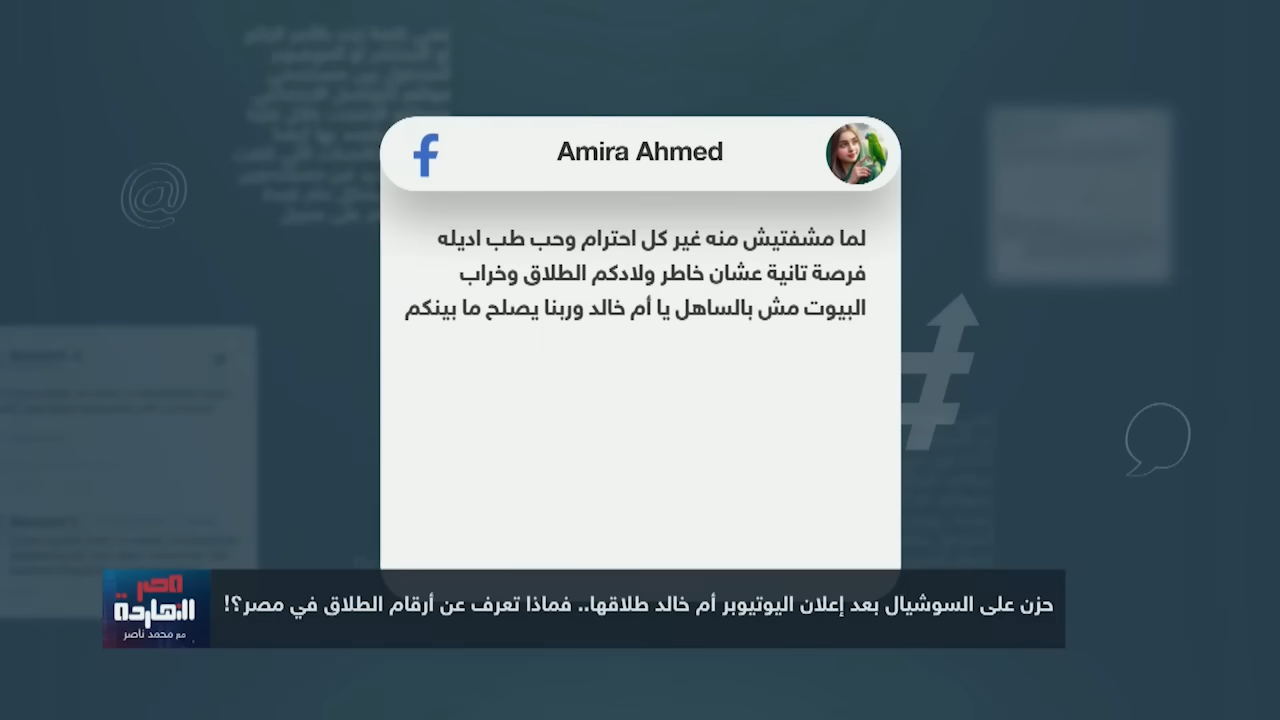 Amira Ahmed
لما مشفتيش منه غير كل احترام وحب طب اديله
فرصة تانية عشان خاطر ولادكم الطلاق وخراب
البيوت مش بالساهل يا أم خالد وربنا يصلح ما بينكم
حزن على السوشيال بعد إعلان اليوتيوبر أم خالد طلاقها.. فماذا تعرف عن أرقام الطلاق في مصر؟!
مصر
النهاردة
مع محمد ناصر